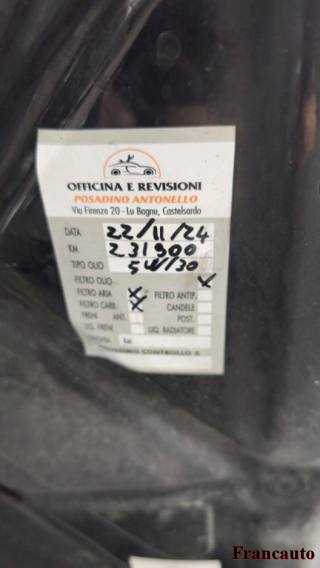 OFFICINA E REVISIONI
POSADINO ANTONELLO
Via Firenze 20 - Lu Bagnu, Castelsardo
DATA 22/11/24
KM 231900
TIPO OLIO 5W/30
FILTRO OLIO X
FILTRO ARIA X FILTRO ANTIP.
FILTRO CARB. X CANDELE
FRENI ANT. POST.
LIQ. FRENI LIQ. RADIATORE
CONTROLLO A
Francauto